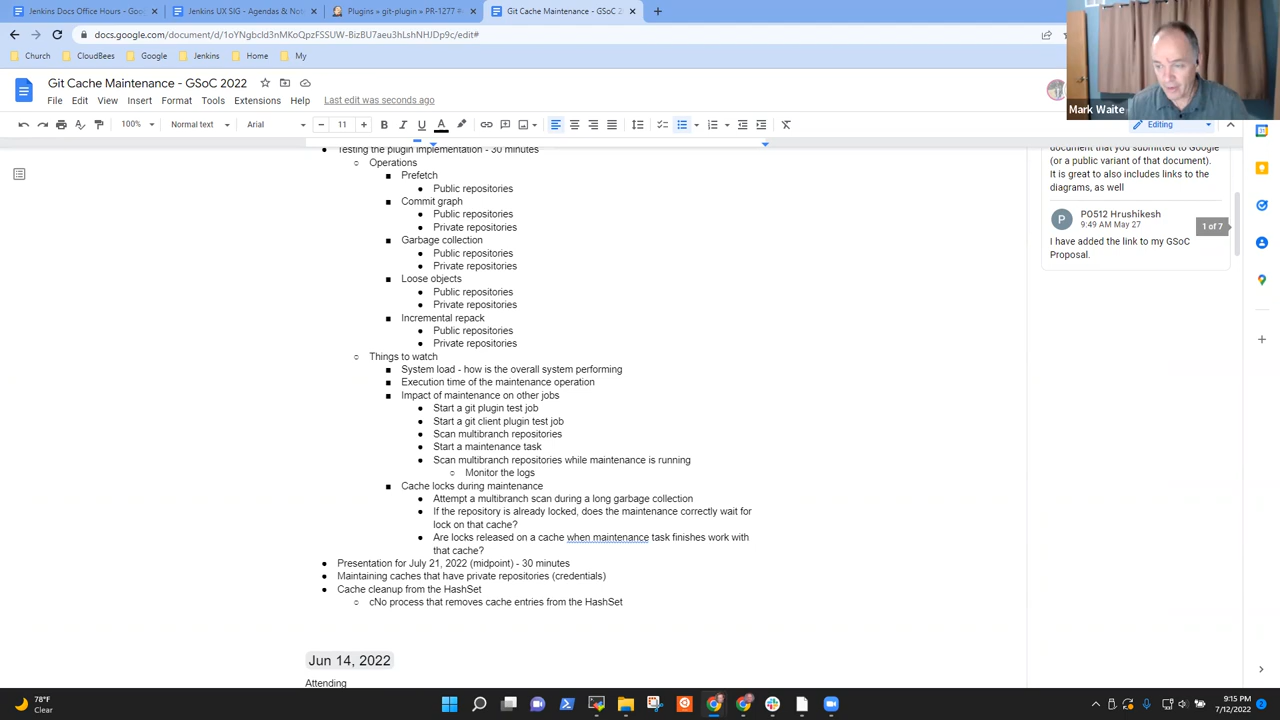 Jenkins Docs Office Hours - Goo
Jenkins UX SIG - Agendas & Not
Plugins » git-plugin » PR-1277 #
Git Cache Maintenance - GSoC 20
docs.google.com/document/d/1oYNgbcId3nMKoQpzFSSUW-BizBU7aeu3hLshNHJDp9c/edit#
Church
CloudBees
Google
Jenkins
Home
My
Git Cache Maintenance - GSoC 2022
File Edit View Insert Format Tools Extensions Help Last edit was seconds ago
100% Normal text Arial 11
Editing
Mark Waite
Testing the plugin implementation - 30 minutes
Operations
Prefetch
Public repositories
Commit graph
Public repositories
Private repositories
Garbage collection
Public repositories
Private repositories
Loose objects
Public repositories
Private repositories
Incremental repack
Public repositories
Private repositories
Things to watch
System load - how is the overall system performing
Execution time of the maintenance operation
Impact of maintenance on other jobs
Start a git plugin test job
Start a git client plugin test job
Scan multibranch repositories
Start a maintenance task
Scan multibranch repositories while maintenance is running
Monitor the logs
Cache locks during maintenance
Attempt a multibranch scan during a long garbage collection
If the repository is already locked, does the maintenance correctly wait for
lock on that cache?
Are locks released on a cache when maintenance task finishes work with
that cache?
Presentation for July 21, 2022 (midpoint) - 30 minutes
Maintaining caches that have private repositories (credentials)
Cache cleanup from the HashSet
cNo process that removes cache entries from the HashSet
Jun 14, 2022
Attending
document that you submitted to Google
(or a public variant of that document).
It is great to also includes links to the
diagrams, as well
P
PO512 Hrushikesh
9:49 AM May 27
1 of 7
I have added the link to my GSoC
Proposal.
78°F
Clear
9:15 PM
7/12/2022
2